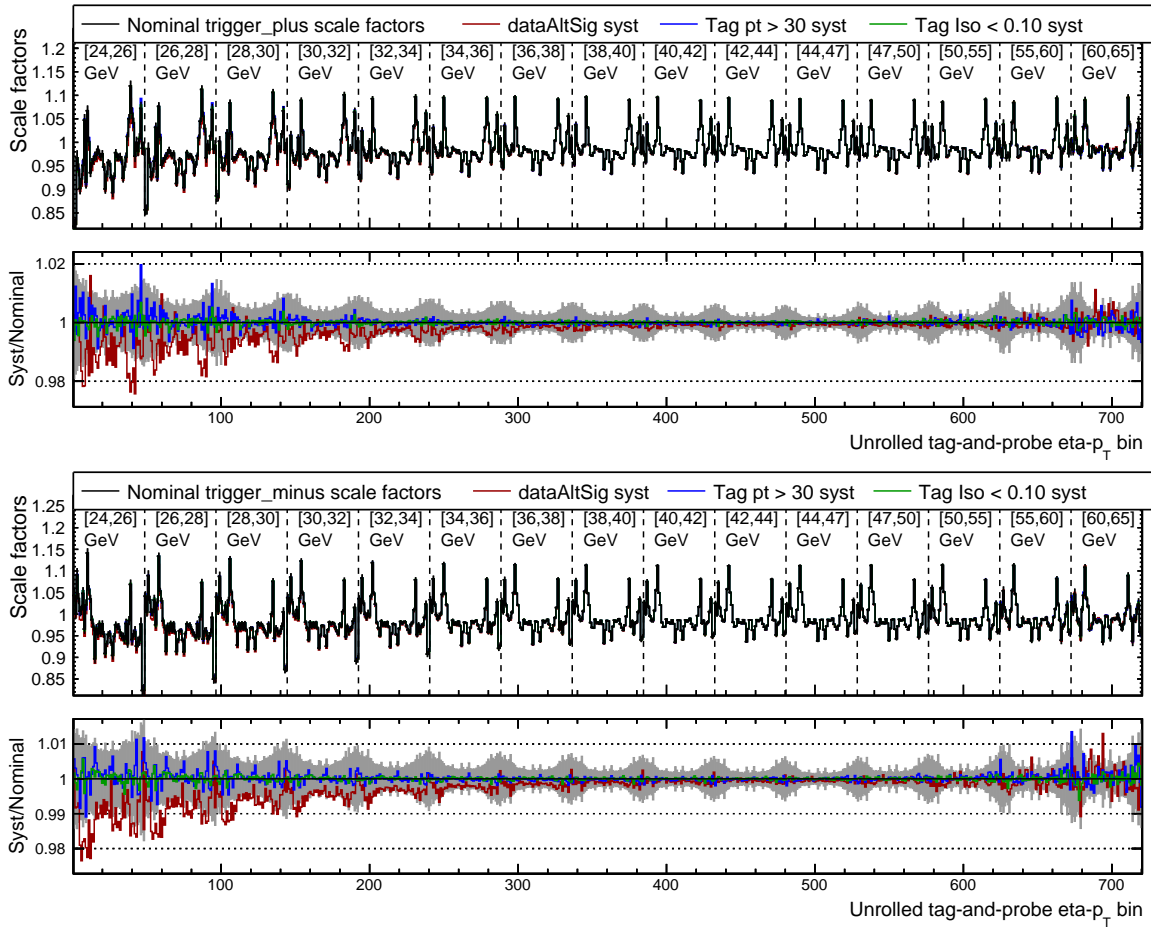 Nominal trigger_plus scale factors dataAltSig syst Tag pt > 30 syst Tag Iso < 0.10 syst
[24,26] [26,28] [28,30] [30,32] [32,34] [34,36] [36,38] [38,40] [40,42] [42,44] [44,47] [47,50] [50,55] [55,60] [60,65]
GeV GeV GeV GeV GeV GeV GeV GeV GeV GeV GeV GeV GeV GeV GeV
Scale factors
1.2
1.15
1.1
1.05
1
0.95
0.9
0.85
Syst/Nominal
1.02
1
0.98
100 200 300 400 500 600 700
Unrolled tag-and-probe eta-p_T bin
Nominal trigger_minus scale factors dataAltSig syst Tag pt > 30 syst Tag Iso < 0.10 syst
[24,26] [26,28] [28,30] [30,32] [32,34] [34,36] [36,38] [38,40] [40,42] [42,44] [44,47] [47,50] [50,55] [55,60] [60,65]
GeV GeV GeV GeV GeV GeV GeV GeV GeV GeV GeV GeV GeV GeV GeV
Scale factors
1.25
1.2
1.15
1.1
1.05
1
0.95
0.9
0.85
Syst/Nominal
1.01
1
0.99
0.98
100 200 300 400 500 600 700
Unrolled tag-and-probe eta-p_T bin